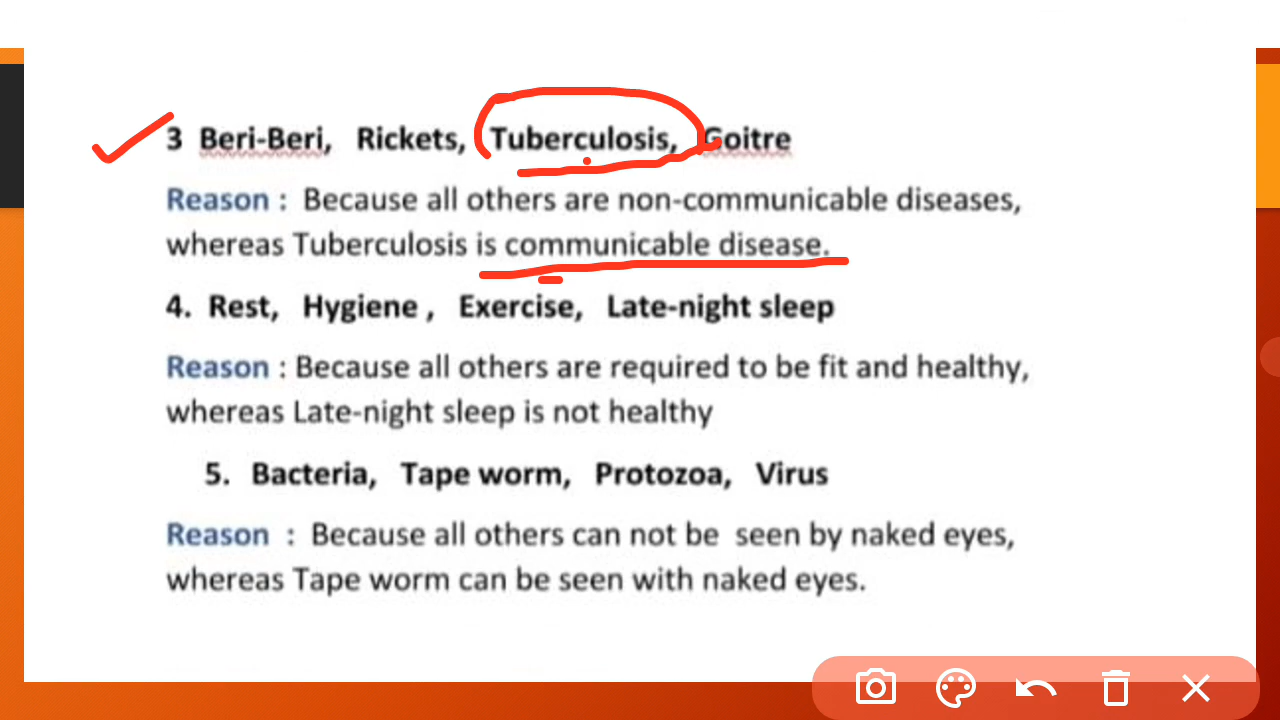 3 Beri-Beri, Rickets, Tuberculosis, Goitre
Reason : Because all others are non-communicable diseases,
whereas Tuberculosis is communicable disease.
4. Rest, Hygiene , Exercise, Late-night sleep
Reason : Because all others are required to be fit and healthy,
whereas Late-night sleep is not healthy
5. Bacteria, Tape worm, Protozoa, Virus
Reason : Because all others can not be seen by naked eyes,
whereas Tape worm can be seen with naked eyes.